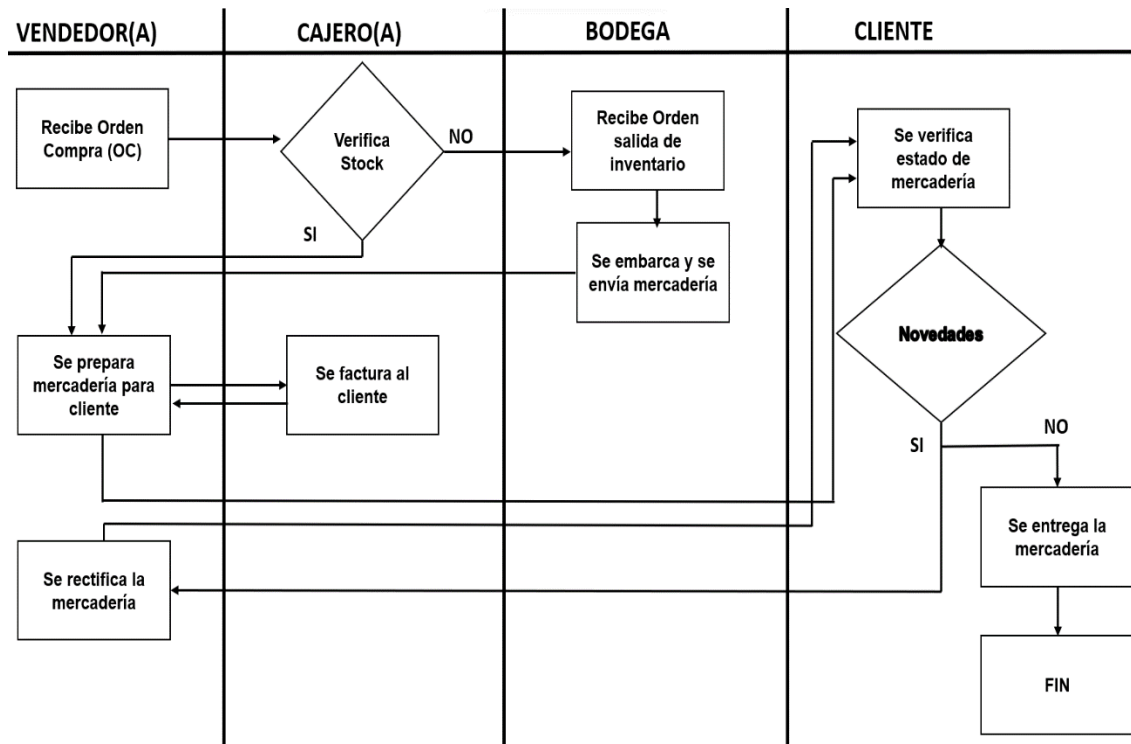 VENDEDOR(A)
CAJERO(A)
BODEGA
CLIENTE
Recibe Orden
Compra (OC)
Verifica
Stock
NO
SI
Recibe Orden
salida de
inventario
Se embarca y se
envía mercadería
Se prepara
mercadería para
cliente
Se factura al
cliente
Se verifica
estado de
mercadería
Novedades
SI
NO
Se rectifica la
mercadería
Se entrega la
mercadería
FIN